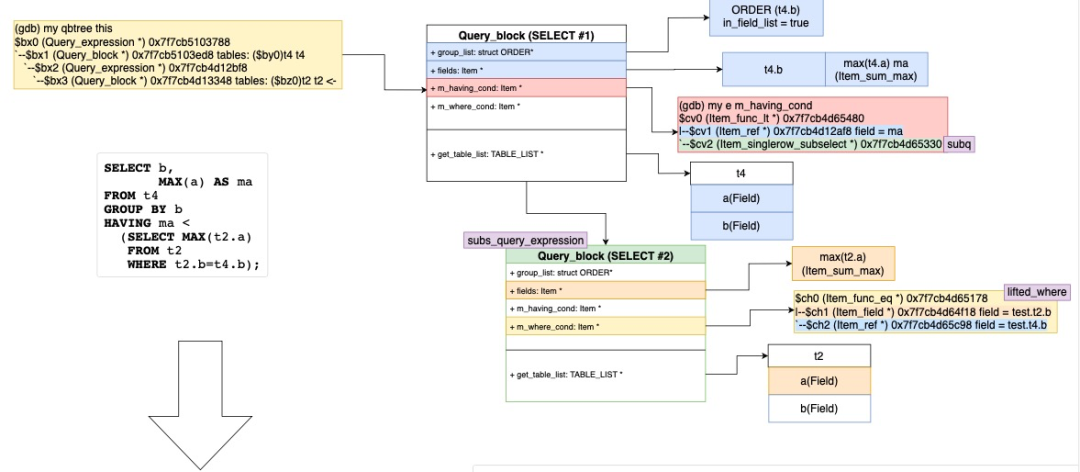 (gdb) my qbtree this
$bx0 (Query_expression *) 0x7f7cb5103788
`--$bx1 (Query_block *) 0x7f7cb5103ed8 tables: ($by0)t4 t4
`--$bx2 (Query_expression *) 0x7f7cb4d12bf8
`--$bx3 (Query_block *) 0x7f7cb4d13348 tables: ($bz0)t2 t2 <-
SELECT b,
MAX(a) AS ma
FROM t4
GROUP BY b
HAVING ma <
(SELECT MAX(t2.a)
FROM t2
WHERE t2.b=t4.b);
Query_block (SELECT #1)
+ group_list: struct ORDER*
+ fields: Item *
+ m_having_cond: Item *
+ m_where_cond: Item *
+ get_table_list: TABLE_LIST *
ORDER (t4.b)
in_field_list = true
t4.b
max(t4.a) ma
(Item_sum_max)
(gdb) my e m_having_cond
$cv0 (Item_func_lt *) 0x7f7cb4d65480
|--$cv1 (Item_ref *) 0x7f7cb4d12af8 field = ma
`--$cv2 (Item_singlerow_subselect *) 0x7f7cb4d65330
subq
t4
a(Field)
b(Field)
subs_query_expression
Query_block (SELECT #2)
+ group_list: struct ORDER*
+ fields: Item *
+ m_having_cond: Item *
+ m_where_cond: Item *
+ get_table_list: TABLE_LIST *
max(t2.a)
(Item_sum_max)
lifted_where
$ch0 (Item_func_eq *) 0x7f7cb4d65178
|--$ch1 (Item_field *) 0x7f7cb4d64f18 field = test.t2.b
`--$ch2 (Item_ref *) 0x7f7cb4d65c98 field = test.t4.b
t2
a(Field)
b(Field)